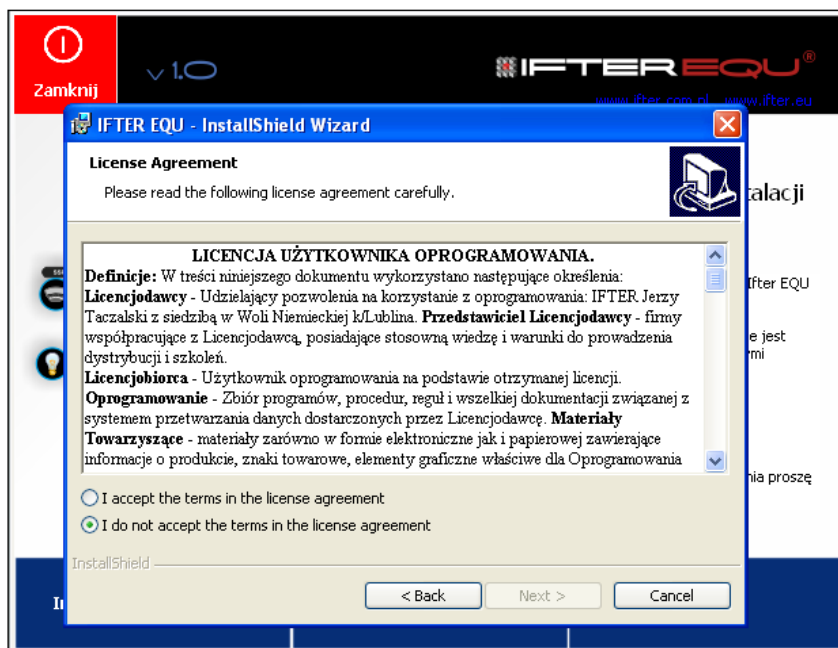 Zamknij
v 1.0
IFTER EQU®
www.ifter.com.pl www.ifter.eu
IFTER EQU - InstallShield Wizard
License Agreement
Please read the following license agreement carefully.
LICENCJA UŻYTKOWNIKA OPROGRAMOWANIA.
Definicje: W treści niniejszego dokumentu wykorzystano następujące określenia:
Licencjodawcy - Udzielający pozwolenia na korzystanie z oprogramowania: IFTER Jerzy
Taczalski z siedzibą w Woli Niemieckiej k/Lublina. Przedstawiciel Licencjodawcy - firmy
współpracujące z Licencjodawcą, posiadające stosowną wiedzę i warunki do prowadzenia
dystrybucji i szkoleń.
Licencjobiorca - Użytkownik oprogramowania na podstawie otrzymanej licencji.
Oprogramowanie - Zbiór programów, procedur, reguł i wszelkiej dokumentacji związanej z
systemem przetwarzania danych dostarczonych przez Licencjodawcę. Materiały
Towarzyszące - materiały zarówno w formie elektroniczne jak i papierowej zawierające
informacje o produkcie, znaki towarowe, elementy graficzne właściwe dla Oprogramowania
I accept the terms in the license agreement
I do not accept the terms in the license agreement
InstallShield
< Back
Next >
Cancel
talacji
Ifter EQU
e jest
mi
nia proszę